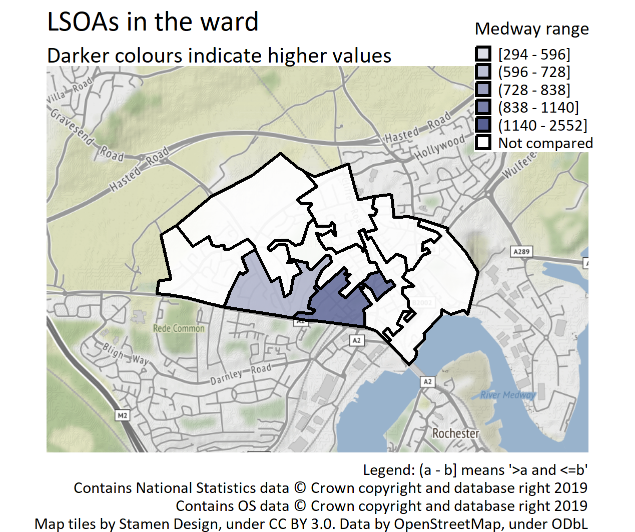 LSOAs in the ward
Darker colours indicate higher values
Medway range
[294 - 596]
(596 - 728]
(728 - 838]
(838 - 1140]
(1140 - 2552]
Not compared
Villa Road
Gravesend Road
Hasted Road
Hasted Road
Hollywood
Wulfere
A289
Rede Common
A2
Bligh Way
Darnley Road
A2
M2
River Medway
Rochester
Legend: (a - b] means '>a and <=b'
Contains National Statistics data © Crown copyright and database right 2019
Contains OS data © Crown copyright and database right 2019
Map tiles by Stamen Design, under CC BY 3.0. Data by OpenStreetMap, under ODbL